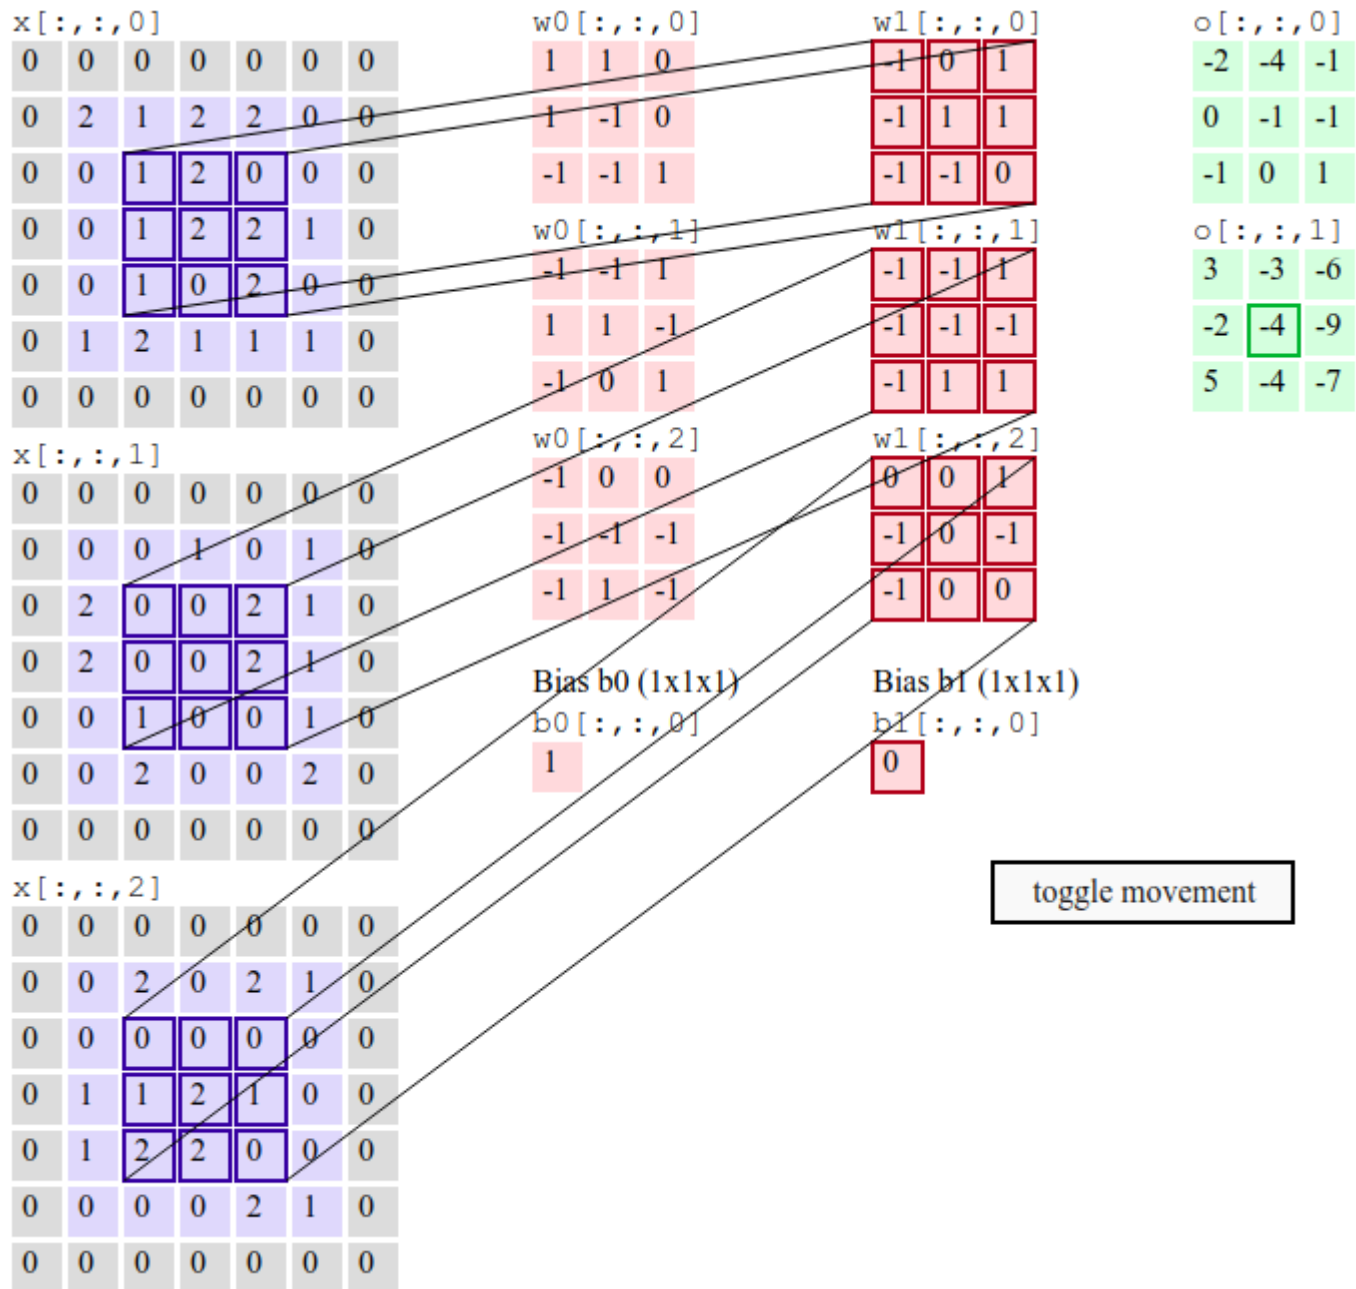 x[:,:,0]
0 0 0 0 0 0 0
0 2 1 2 2 0 0
0 0 1 2 0 0 0
0 0 1 2 2 1 0
0 0 1 0 2 0 0
0 1 2 1 1 1 0
0 0 0 0 0 0 0
x[:,:,1]
0 0 0 0 0 0 0
0 0 0 1 0 1 0
0 2 0 0 2 1 0
0 2 0 0 2 1 0
0 0 1 0 0 1 0
0 0 2 0 0 2 0
0 0 0 0 0 0 0
x[:,:,2]
0 0 0 0 0 0 0
0 0 2 0 2 1 0
0 0 0 0 0 0 0
0 1 1 2 1 0 0
0 1 2 2 0 0 0
0 0 0 0 2 1 0
0 0 0 0 0 0 0
w0[:,:,0]
1 1 0
1 -1 0
-1 -1 1
w0[:,:,1]
-1 -1 1
1 1 -1
-1 0 1
w0[:,:,2]
-1 0 0
-1 -1 -1
-1 1 -1
Bias b0 (1x1x1)
b0[:,:,0]
1
w1[:,:,0]
-1 0 1
-1 1 1
-1 -1 0
w1[:,:,1]
-1 -1 1
-1 -1 -1
-1 1 1
w1[:,:,2]
0 0 1
-1 0 -1
-1 0 0
Bias b1 (1x1x1)
b1[:,:,0]
0
o[:,:,0]
-2 -4 -1
0 -1 -1
-1 0 1
o[:,:,1]
3 -3 -6
-2 -4 -9
5 -4 -7
toggle movement